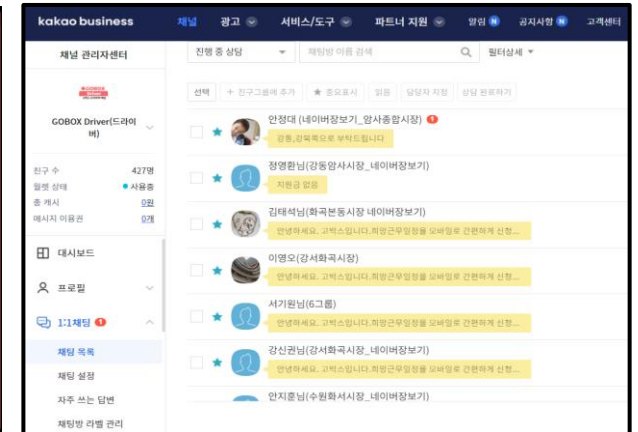 kakao business
채널
광고
서비스/도구
파트너 지원
알림 N
공지사항 N
고객센터
채널 관리자센터
GOBOX Driver
GOBOX Driver(드라이
버)
친구 수 427명
월렛 상태 사용중
총 캐시 0원
메시지 이용권 0개
대시보드
프로필
1:1채팅 1
채팅 목록
채팅 설정
자주 쓰는 답변
채팅방 라벨 관리
진행 중 상담
채팅방 이름 검색
필터상세
선택
+ 친구그룹에 추가
★ 중요표시
읽음
담당자 지정
상담 완료하기
안정대 (네이버장보기_암사종합시장) 1
강동,강북쪽으로 부탁드립니다
정영환님(강동암사시장_네이버장보기)
지원금 없음
김태석님(화곡본동시장 네이버장보기)
안녕하세요. 고박스입니다.희망근무일정을 모바일로 간편하게 신청...
이영오(강서화곡시장)
안녕하세요. 고박스입니다.희망근무일정을 모바일로 간편하게 신청...
서기원님(6그룹)
안녕하세요. 고박스입니다.희망근무일정을 모바일로 간편하게 신청...
강신권님(강서화곡시장_네이버장보기)
안녕하세요. 고박스입니다.희망근무일정을 모바일로 간편하게 신청...
안지훈님(수원화서시장_네이버장보기)